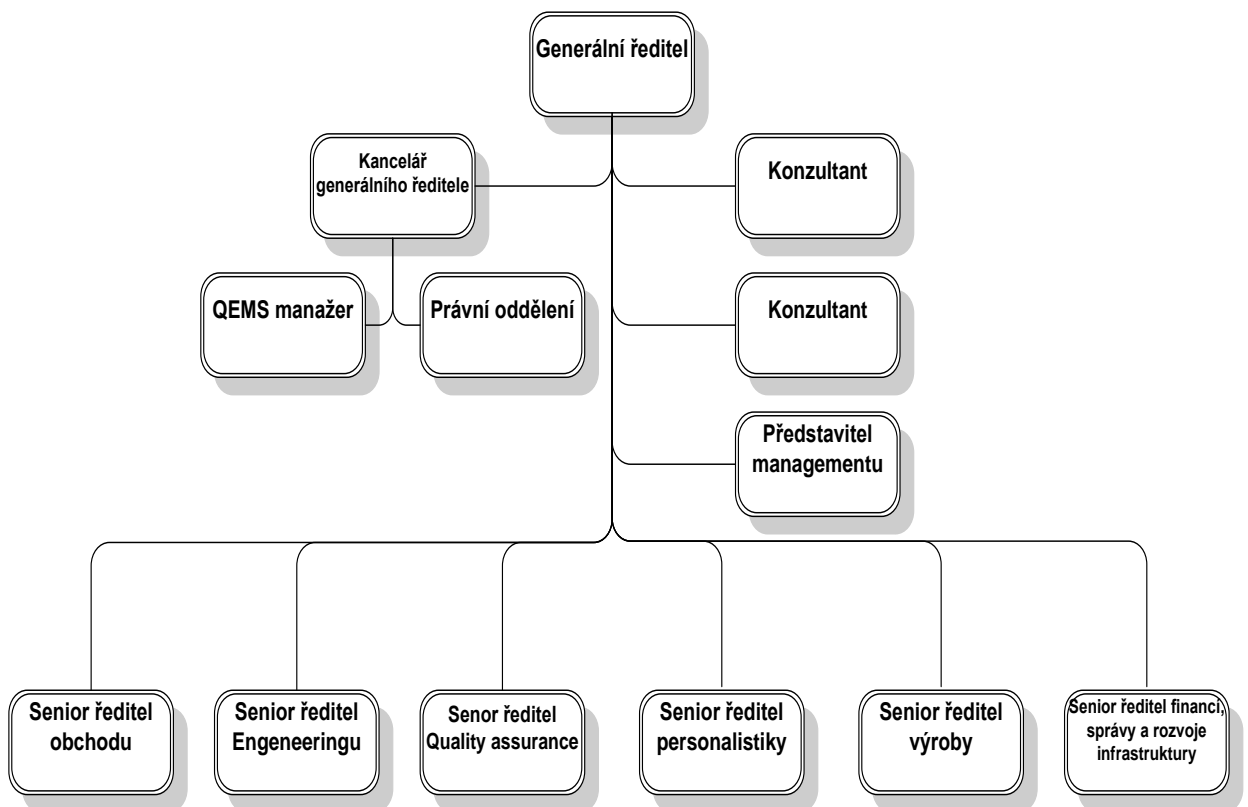 Generální ředitel
Kancelář
generálního ředitele
Konzultant
QEMS manažer
Právní oddělení
Konzultant
Představitel
managementu
Senior ředitel
obchodu
Senior ředitel
Engeneeringu
Senor ředitel
Quality assurance
Senior ředitel
personalistiky
Senior ředitel
výroby
Senior ředitel financí,
správy a rozvoje
infrastruktury